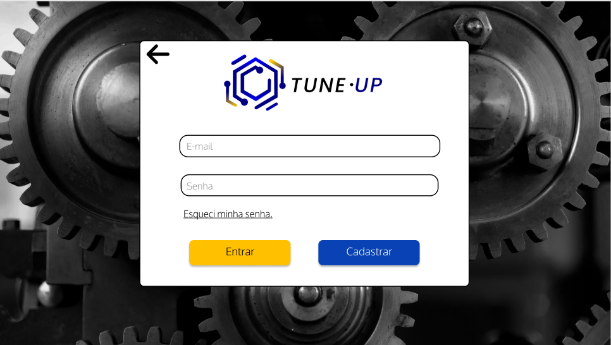 TUNE·UP
E-mail
Senha
Esqueci minha senha.
Entrar
Cadastrar